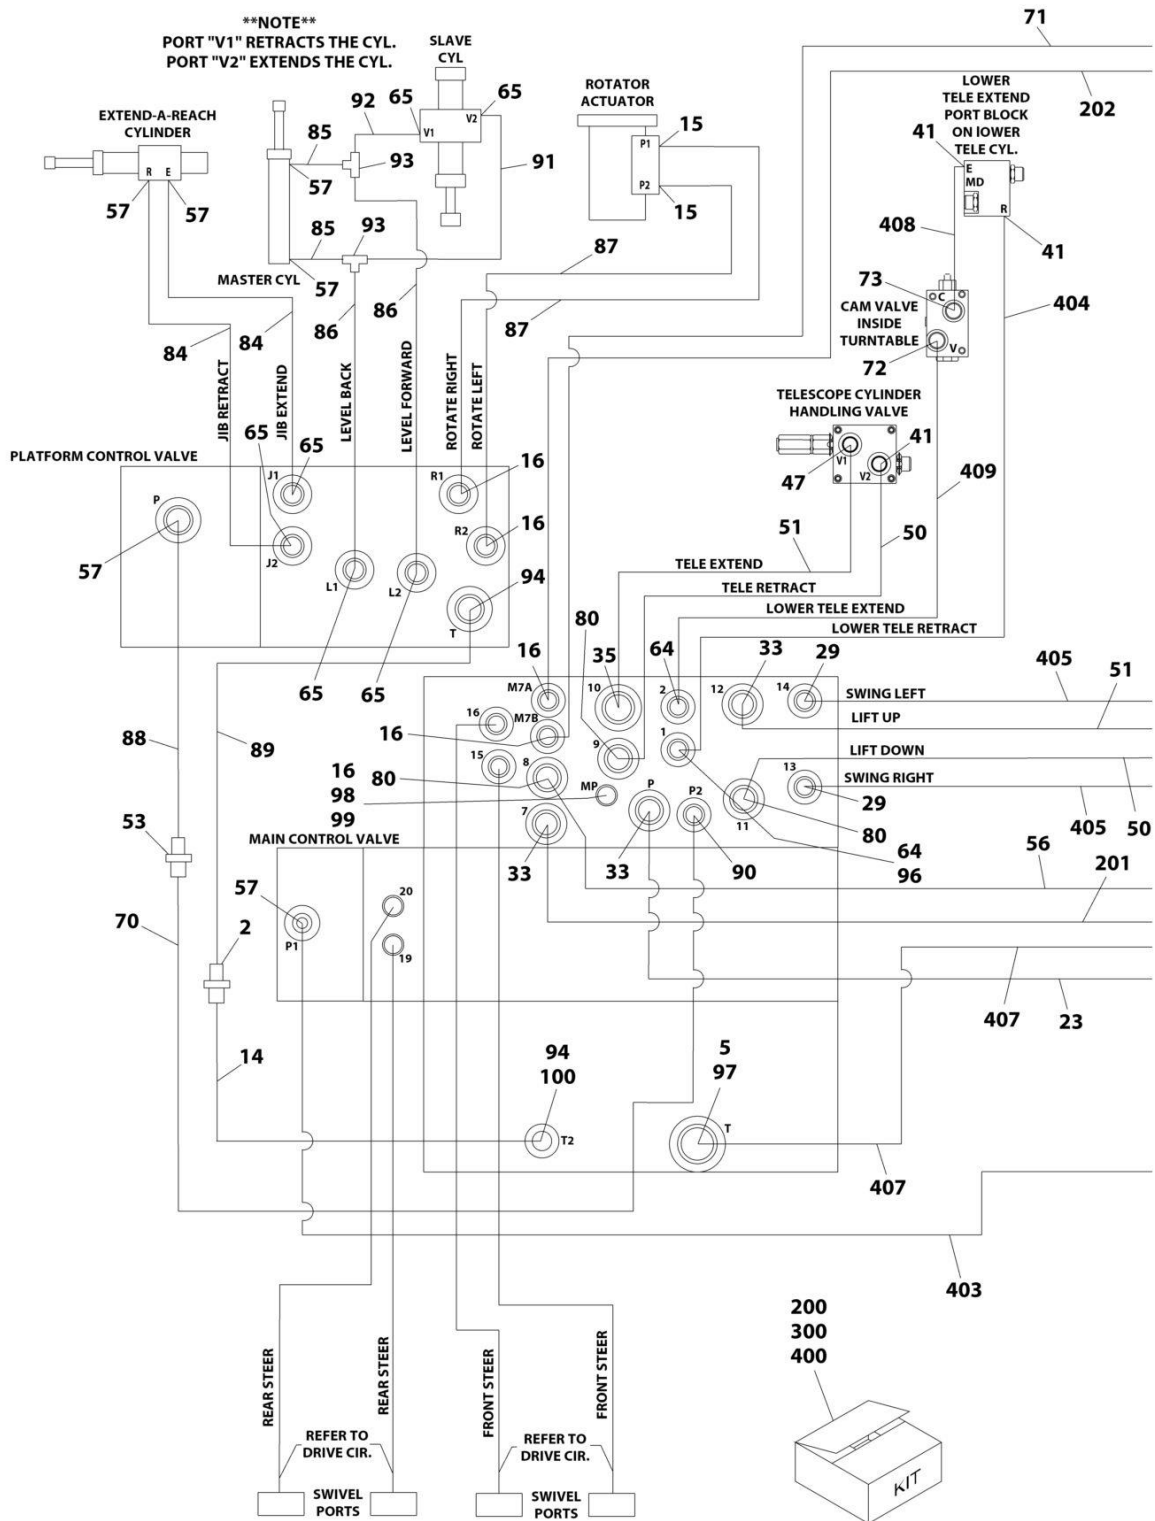 **NOTE**
PORT "V1" RETRACTS THE CYL.
PORT "V2" EXTENDS THE CYL.
SLAVE
CYL
71
202
EXTEND-A-REACH
CYLINDER
92
65
65
V1
V2
ROTATOR
ACTUATOR
P1
P2
15
15
LOWER
TELE EXTEND
PORT BLOCK
ON lOWER
TELE CYL.
41
E
MD
R
41
R
E
57
57
85
93
57
91
85
93
MASTER CYL
57
86
86
84
84
87
87
408
73
C
CAM VALVE
INSIDE
TURNTABLE
V
72
404
JIB RETRACT
JIB EXTEND
LEVEL BACK
LEVEL FORWARD
ROTATE RIGHT
ROTATE LEFT
TELESCOPE CYLINDER
HANDLING VALVE
V1
V2
47
41
409
PLATFORM CONTROL VALVE
P
57
65
J1
65
J2
L1
L2
R1
16
R2
16
T
94
65
65
51
50
TELE EXTEND
TELE RETRACT
LOWER TELE EXTEND
LOWER TELE RETRACT
80
16
35
64
33
29
405
51
M7A
10
2
12
14
SWING LEFT
LIFT UP
16
M7B
16
9
1
LIFT DOWN
88
89
15
8
13
SWING RIGHT
16
98
99
80
MP
P
P2
11
29
405
50
7
80
64
96
56
201
53
MAIN CONTROL VALVE
33
33
90
57
P1
20
19
70
2
407
23
14
94
100
T2
5
97
T
407
403
REAR STEER
REAR STEER
FRONT STEER
FRONT STEER
200
300
400
KIT
REFER TO
DRIVE CIR.
REFER TO
DRIVE CIR.
SWIVEL
PORTS
SWIVEL
PORTS